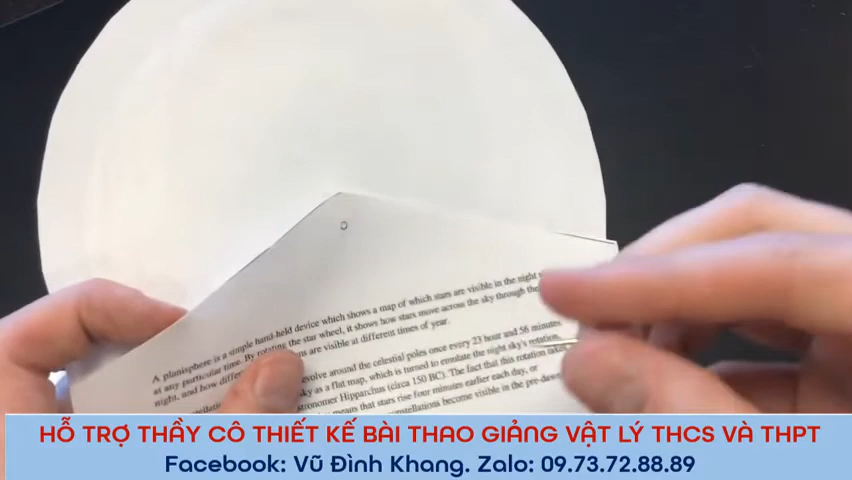 A planisphere is a simple hand-held device which shows a map of which stars are visible in the night
at any particular time. By rotating the star wheel, it shows how stars move across the sky through the
night, and how are visible at different times of year.
evolve around the celestial poles once every 23 hour and 56 minutes
sky as a flat map, which is turned to emulate the night sky's rotation.
Hipparchus (circa 150 BC). The fact that this rotation
means that stars rise four minutes earlier each day, or
become visible in the
HỖ TRỢ THẦY CÔ THIẾT KẾ BÀI THAO GIẢNG VẬT LÝ THCS VÀ THPT
Facebook: Vũ Đình Khang. Zalo: 09.73.72.88.89